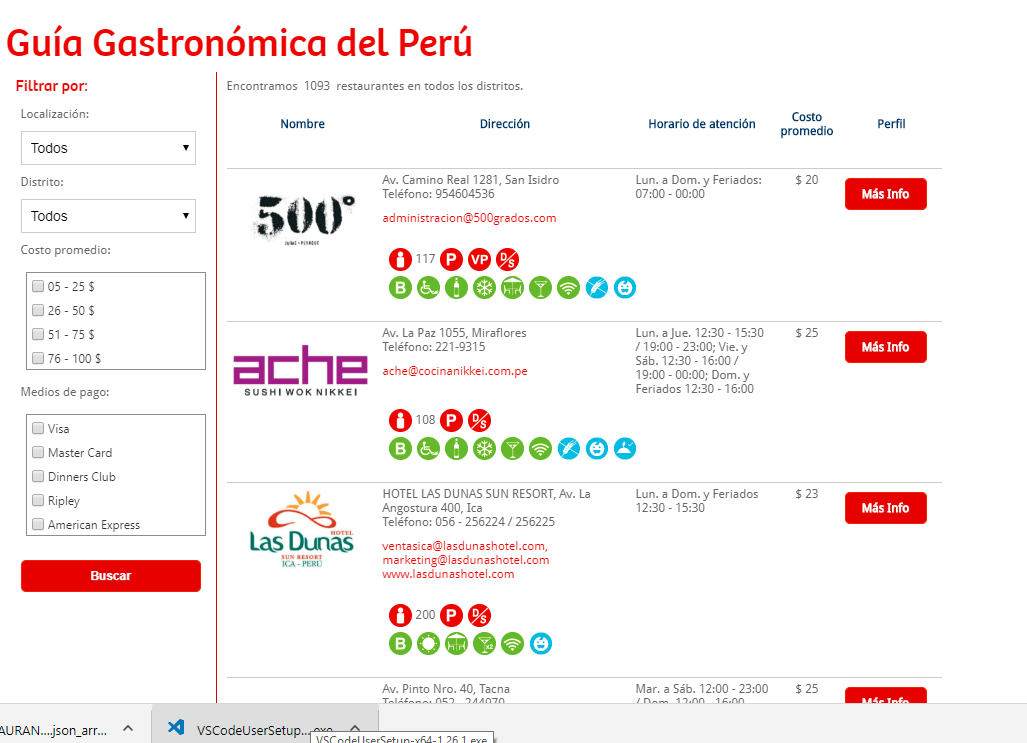 Guía Gastronómica del Perú
Filtrar por:
Localización:
Todos
Distrito:
Todos
Costo promedio:
05 - 25 $
26 - 50 $
51 - 75 $
76 - 100 $
Medios de pago:
Visa
Master Card
Dinners Club
Ripley
American Express
Buscar
Encontramos 1093 restaurantes en todos los distritos.
Nombre
Dirección
Horario de atención
Costo
promedio
Perfil
500°
Av. Camino Real 1281, San Isidro
Teléfono: 954604536
administracion@500grados.com
117 P VP D/S
B
Lun. a Dom. y Feriados:
07:00 - 00:00
$ 20
Más Info
ache
SUSHI WOK NIKKEI
Av. La Paz 1055, Miraflores
Teléfono: 221-9315
ache@cocinanikkei.com.pe
108 P D/S
B
Lun. a Jue. 12:30 - 15:30
/ 19:00 - 23:00; Vie. y
Sáb. 12:30 - 16:00 /
19:00 - 00:00; Dom. y
Feriados 12:30 - 16:00
$ 25
Más Info
HOTEL
Las Dunas
SUN RESORT
ICA - PERÚ
HOTEL LAS DUNAS SUN RESORT, Av. La
Angostura 400, Ica
Teléfono: 056 - 256224 / 256225
ventasica@lasdunashotel.com,
marketing@lasdunashotel.com
www.lasdunashotel.com
200 P D/S
B x2
Lun. a Dom. y Feriados
12:30 - 15:30
$ 23
Más Info
Av. Pinto Nro. 40, Tacna
Teléfono: 052 - 244970
Mar. a Sáb. 12:00 - 23:00
/ Dom. 12:00 - 16:00
$ 25
Más Info
AURAN....json_arr...
VSCodeUserSetup-....exe
VSCodeUserSetup-x64-1.26.1.exe